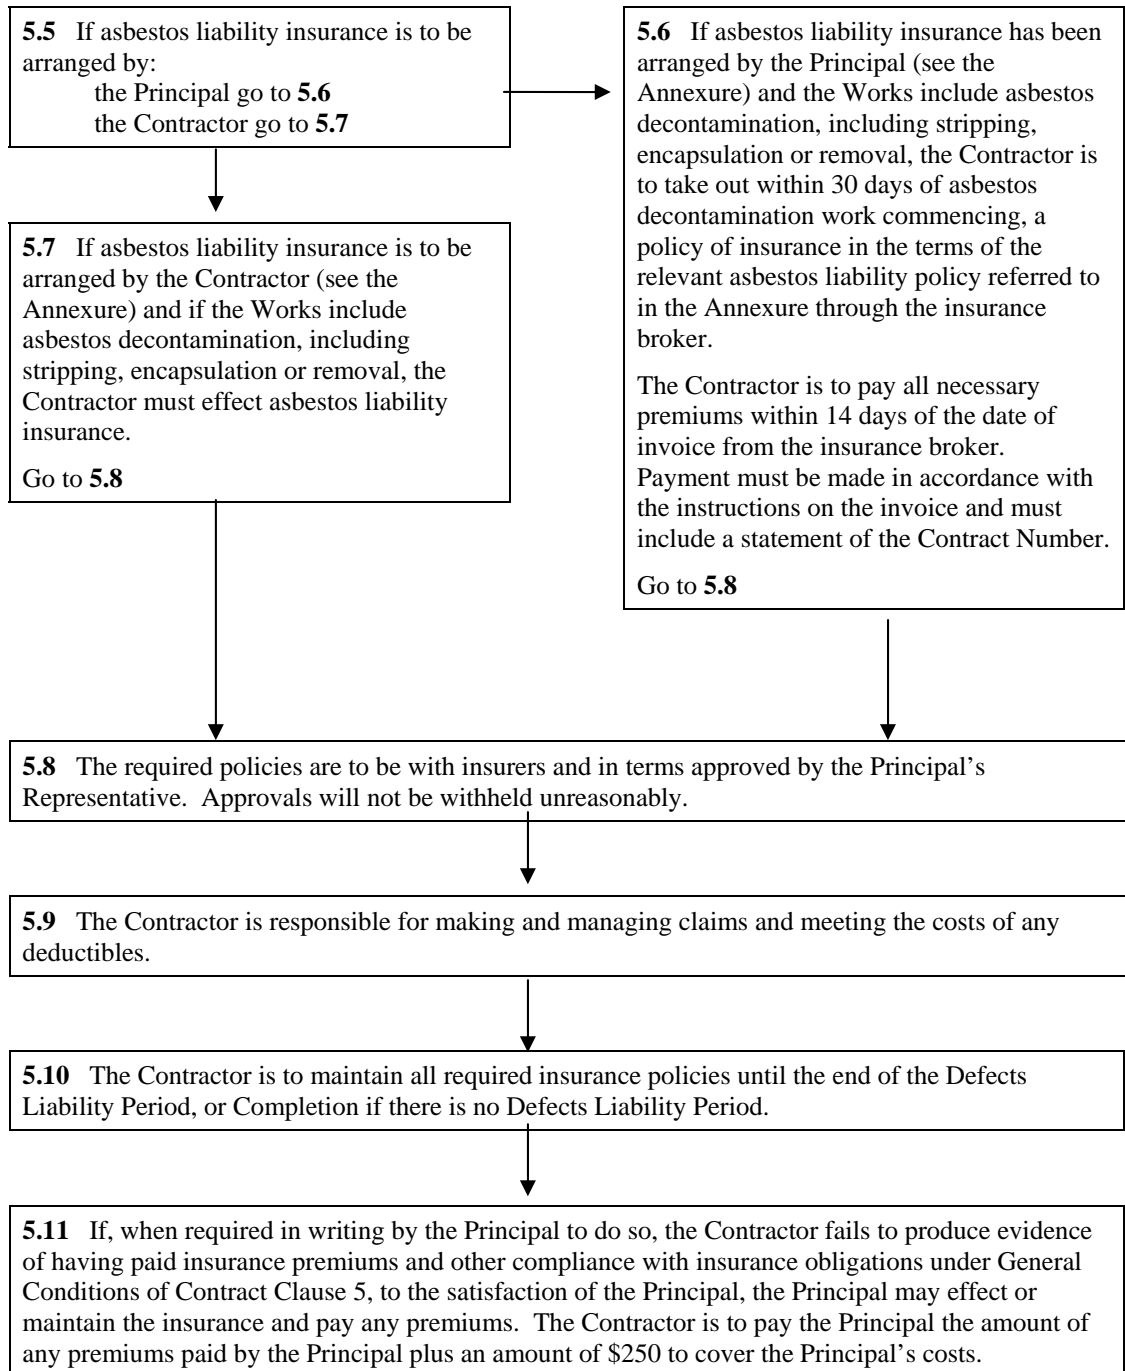 5.5 If asbestos liability insurance is to be
arranged by:
the Principal go to 5.6
the Contractor go to 5.7
5.6 If asbestos liability insurance has been
arranged by the Principal (see the
Annexure) and the Works include asbestos
decontamination, including stripping,
encapsulation or removal, the Contractor is
to take out within 30 days of asbestos
decontamination work commencing, a
policy of insurance in the terms of the
relevant asbestos liability policy referred to
in the Annexure through the insurance
broker.
The Contractor is to pay all necessary
premiums within 14 days of the date of
invoice from the insurance broker.
Payment must be made in accordance with
the instructions on the invoice and must
include a statement of the Contract Number.
Go to 5.8
5.7 If asbestos liability insurance is to be
arranged by the Contractor (see the
Annexure) and if the Works include
asbestos decontamination, including
stripping, encapsulation or removal, the
Contractor must effect asbestos liability
insurance.
Go to 5.8
5.8 The required policies are to be with insurers and in terms approved by the Principal's
Representative. Approvals will not be withheld unreasonably.
5.9 The Contractor is responsible for making and managing claims and meeting the costs of any
deductibles.
5.10 The Contractor is to maintain all required insurance policies until the end of the Defects
Liability Period, or Completion if there is no Defects Liability Period.
5.11 If, when required in writing by the Principal to do so, the Contractor fails to produce evidence
of having paid insurance premiums and other compliance with insurance obligations under General
Conditions of Contract Clause 5, to the satisfaction of the Principal, the Principal may effect or
maintain the insurance and pay any premiums. The Contractor is to pay the Principal the amount of
any premiums paid by the Principal plus an amount of $250 to cover the Principal's costs.